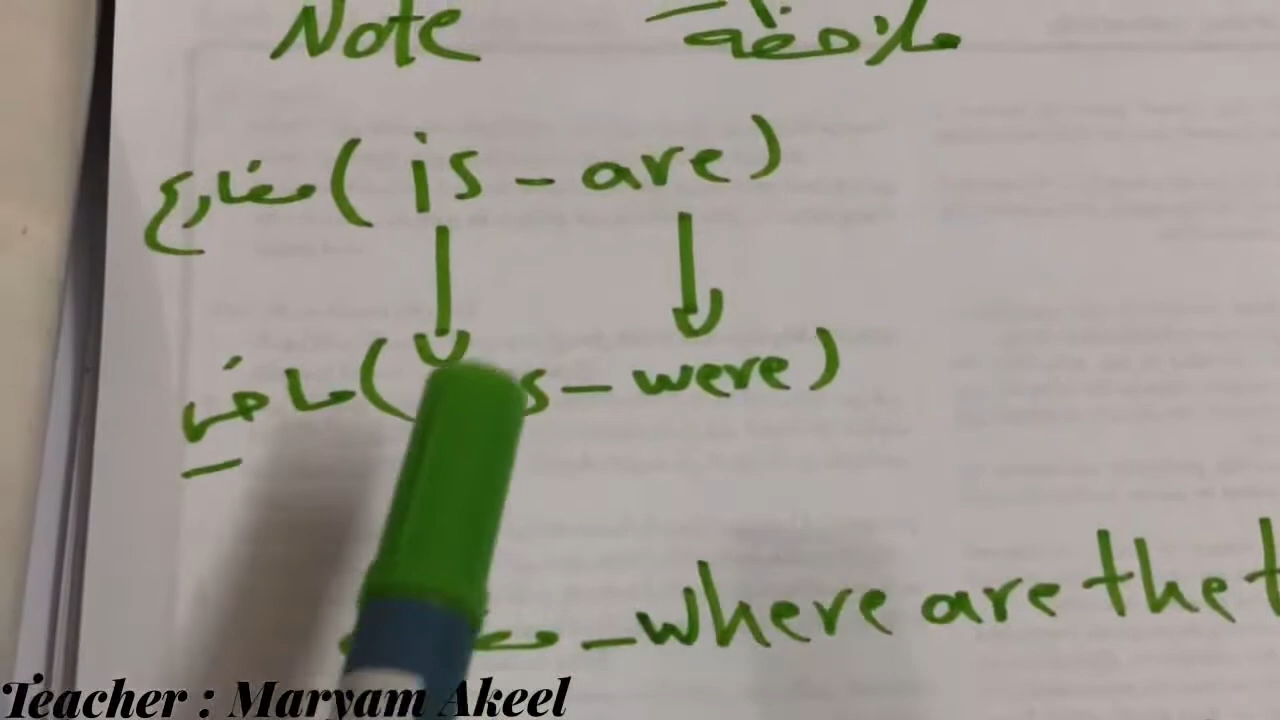 Note ملاحظة
مضارع ( is - are )
ماضي ( - were )
- where are the
Teacher : Maryam Akeel